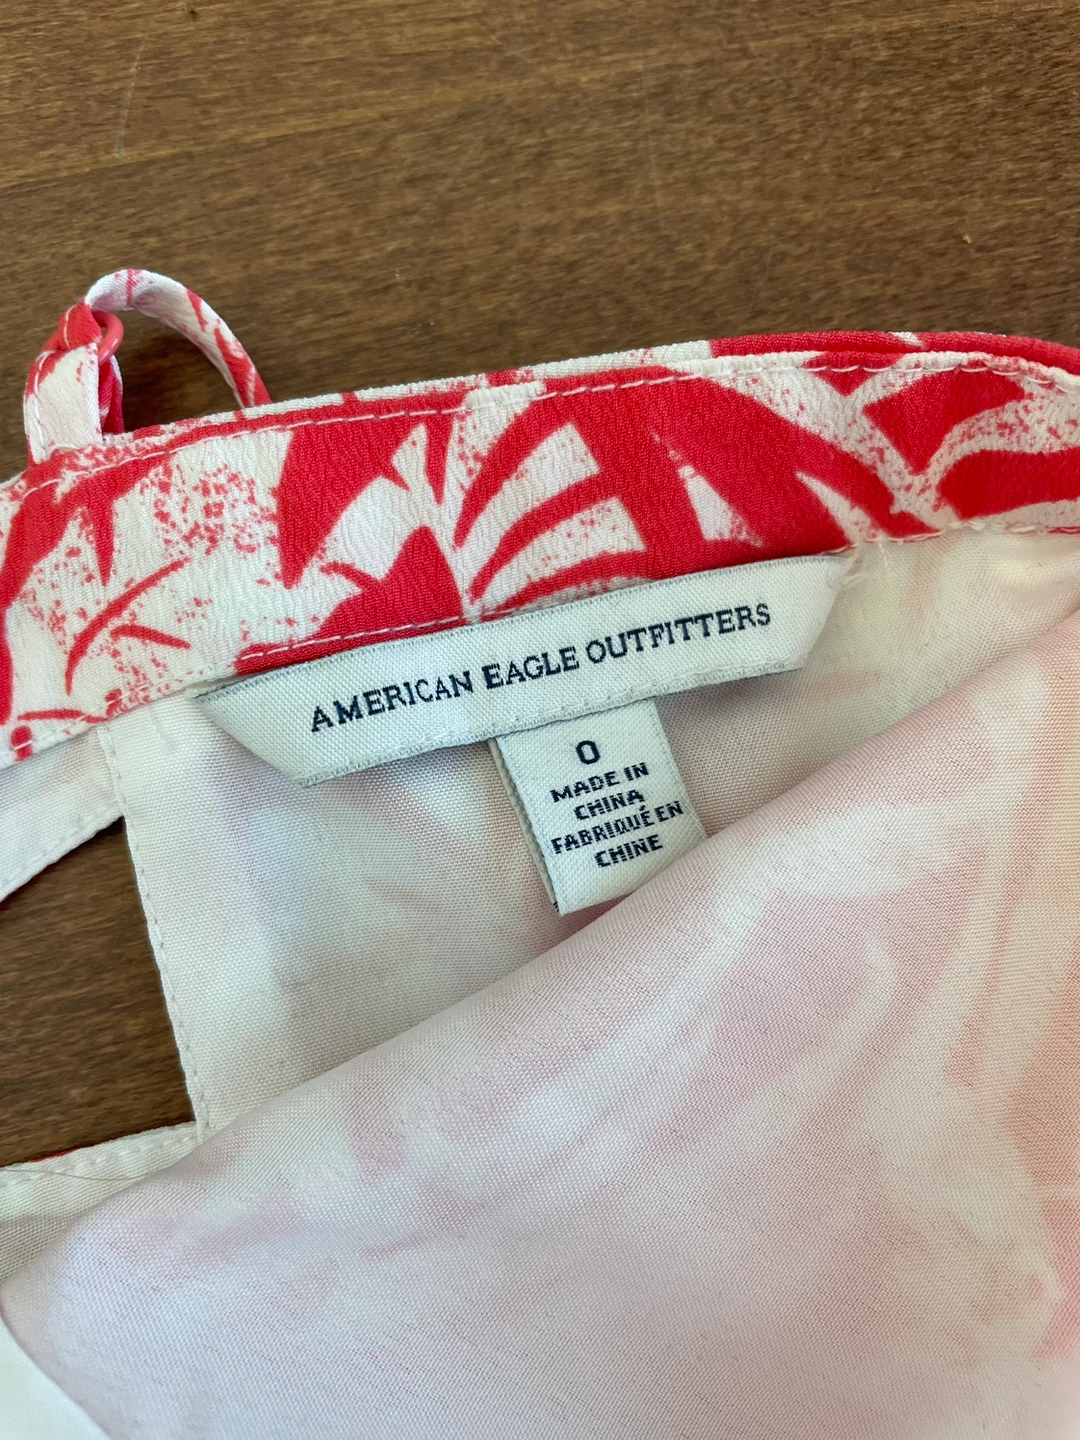 AMERICAN EAGLE OUTFITTERS
0
MADE IN
CHINA
FABRIQUÉ EN
CHINE